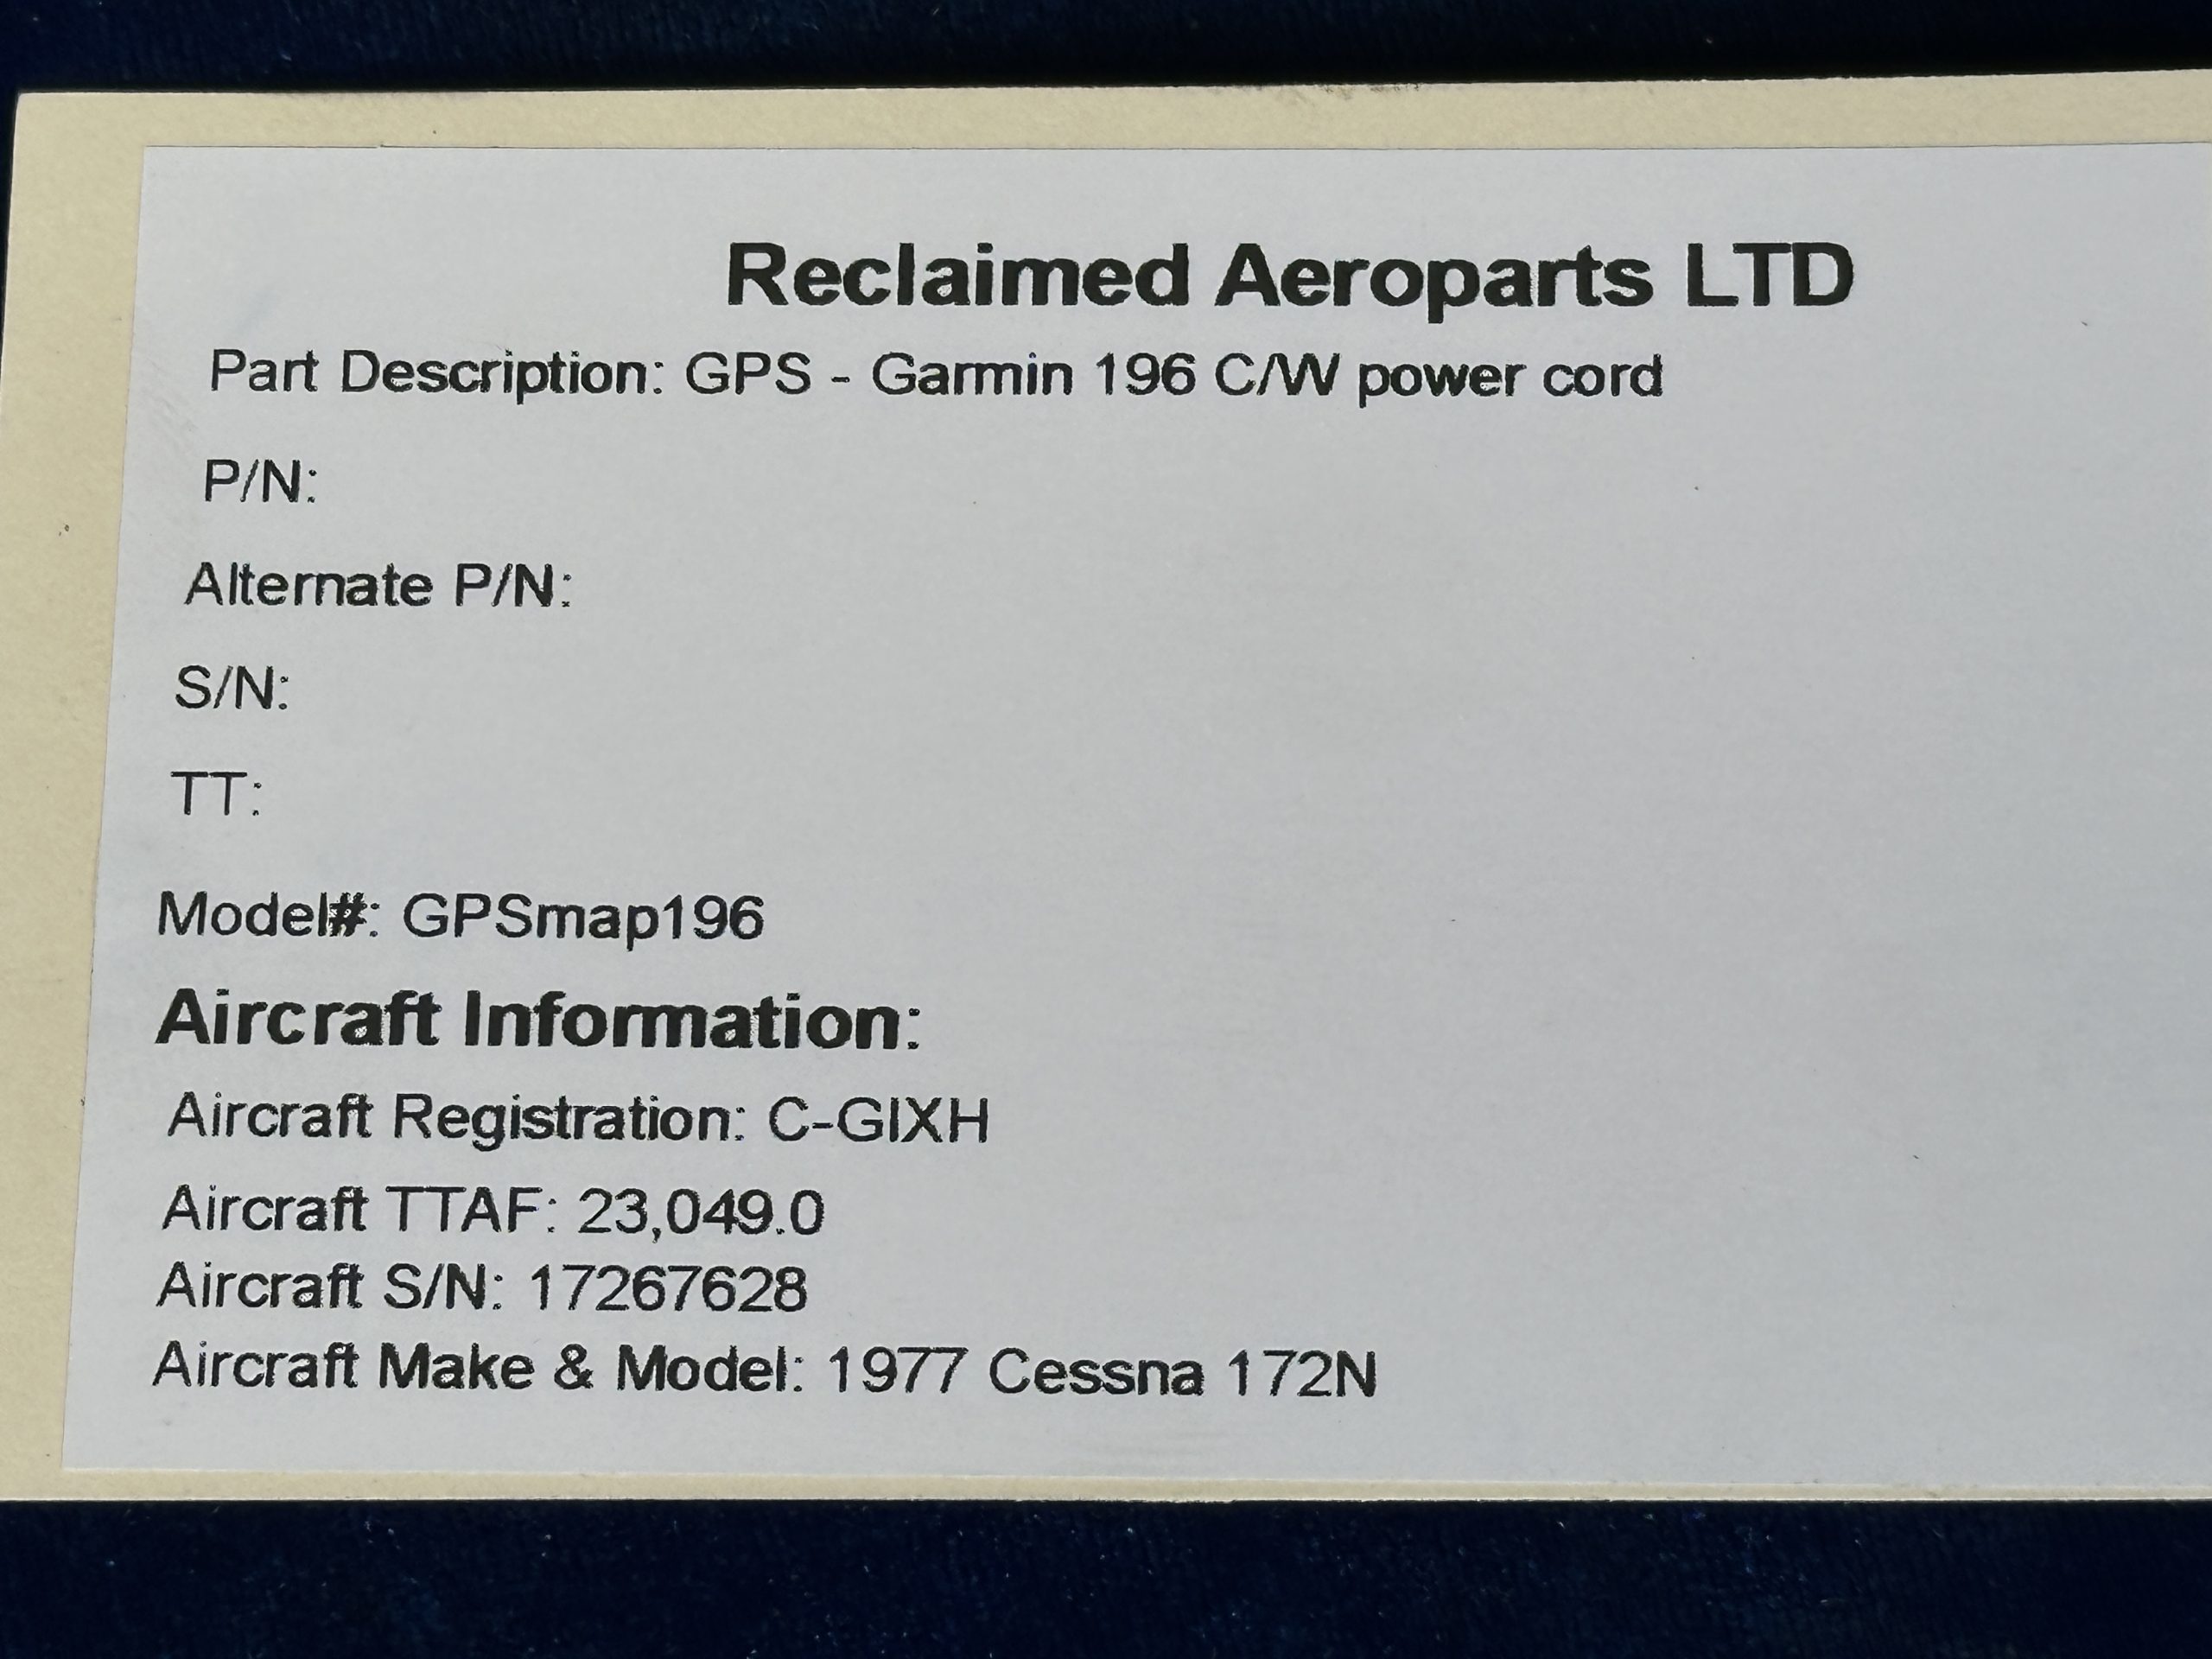 Reclaimed Aeroparts LTD
Part Description: GPS - Garmin 196 C/W power cord
P/N:
Alternate P/N:
S/N:
TT:
Model#: GPSmap196
Aircraft Information:
Aircraft Registration: C-GIXH
Aircraft TTAF: 23,049.0
Aircraft S/N: 17267628
Aircraft Make & Model: 1977 Cessna 172N